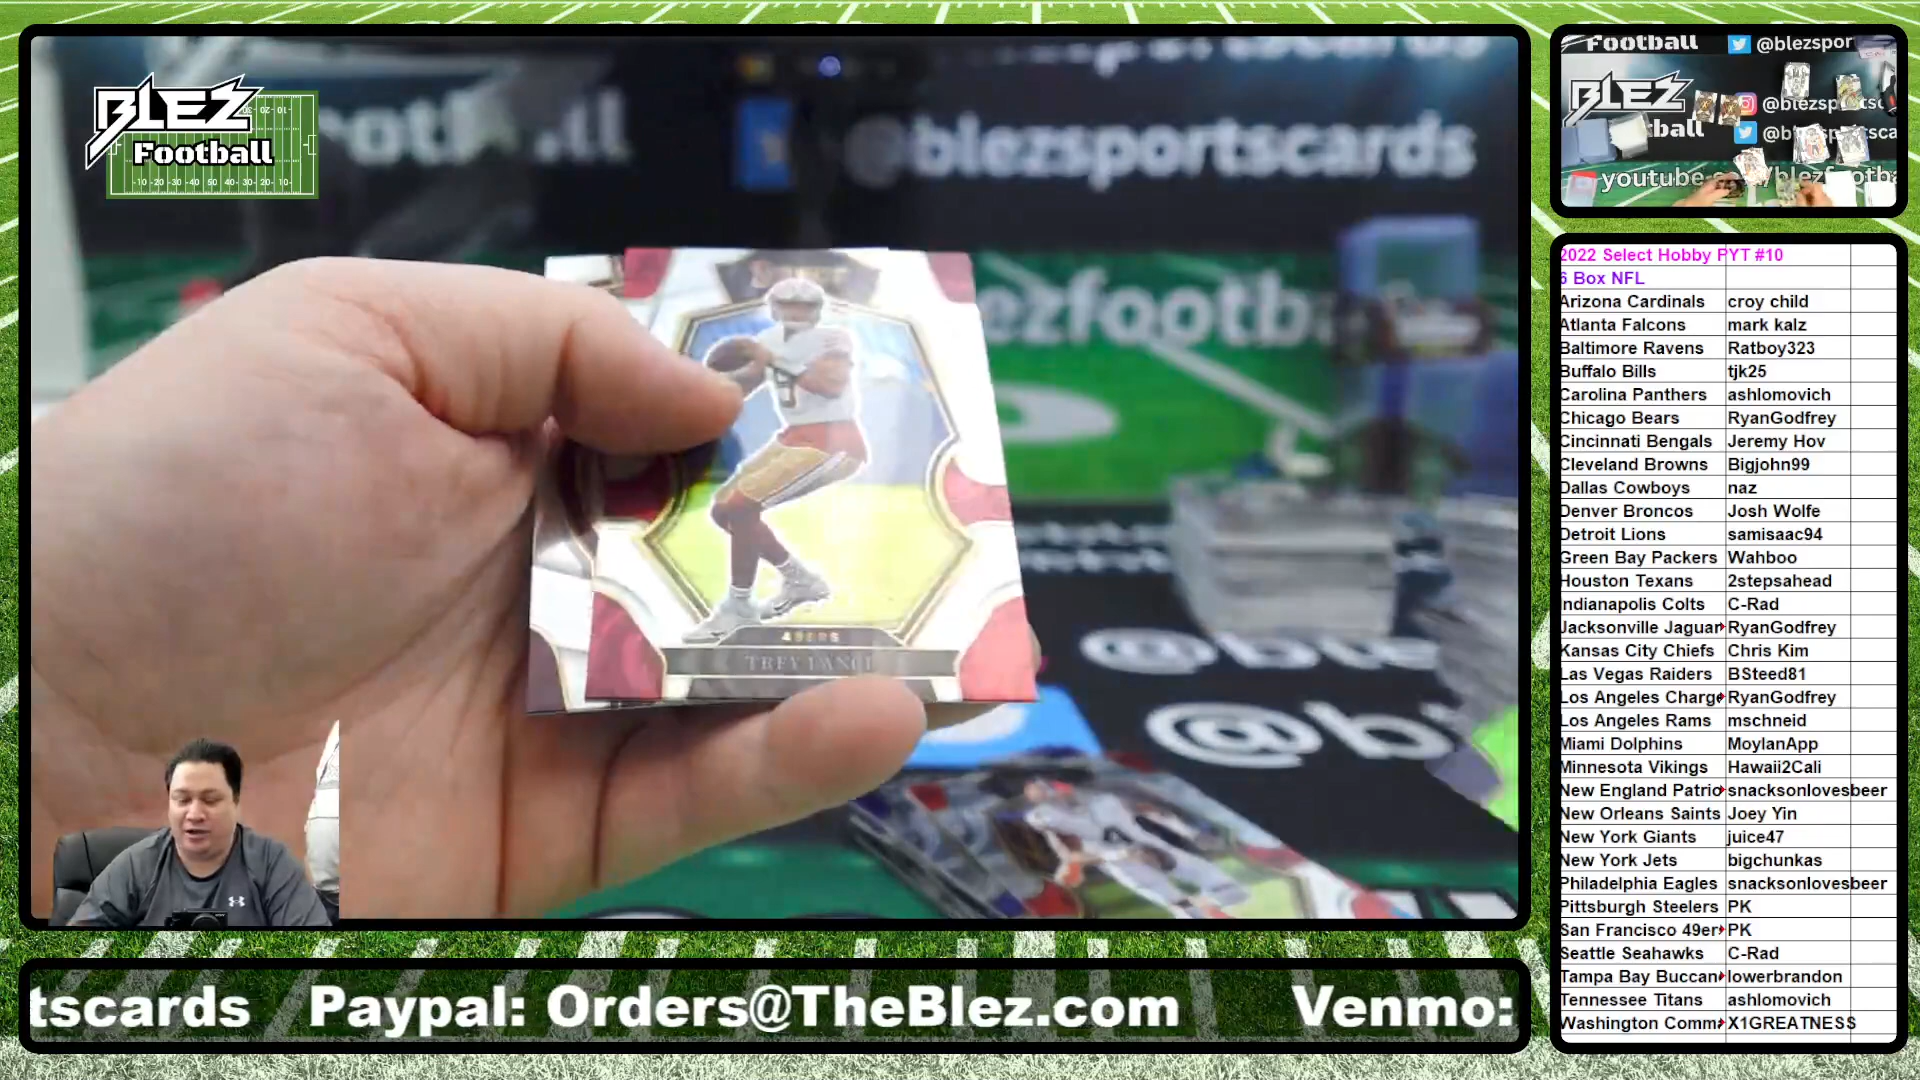 BLEZ
Football
@blezsportscards
ezfootb
49ERS
TREY LANCE
@b
Football
@blezspor
BLEZ
youtube
2022 Select Hobby PYT #10
6 Box NFL
Arizona Cardinals croy child
Atlanta Falcons mark kalz
Baltimore Ravens Ratboy323
Buffalo Bills tjk25
Carolina Panthers ashlomovich
Chicago Bears RyanGodfrey
Cincinnati Bengals Jeremy Hov
Cleveland Browns Bigjohn99
Dallas Cowboys naz
Denver Broncos Josh Wolfe
Detroit Lions samisaac94
Green Bay Packers Wahboo
Houston Texans 2stepsahead
Indianapolis Colts C-Rad
Jacksonville Jaguar RyanGodfrey
Kansas City Chiefs Chris Kim
Las Vegas Raiders BSteed81
Los Angeles Charge RyanGodfrey
Los Angeles Rams mschneid
Miami Dolphins MoylanApp
Minnesota Vikings Hawaii2Cali
New England Patrio snacksonlovesbeer
New Orleans Saints Joey Yin
New York Giants juice47
New York Jets bigchunkas
Philadelphia Eagles snacksonlovesbeer
Pittsburgh Steelers PK
San Francisco 49er PK
Seattle Seahawks C-Rad
Tampa Bay Buccan lowerbrandon
Tennessee Titans ashlomovich
Washington Comma X1GREATNESS
tscards Paypal: Orders@TheBlez.com Venmo: